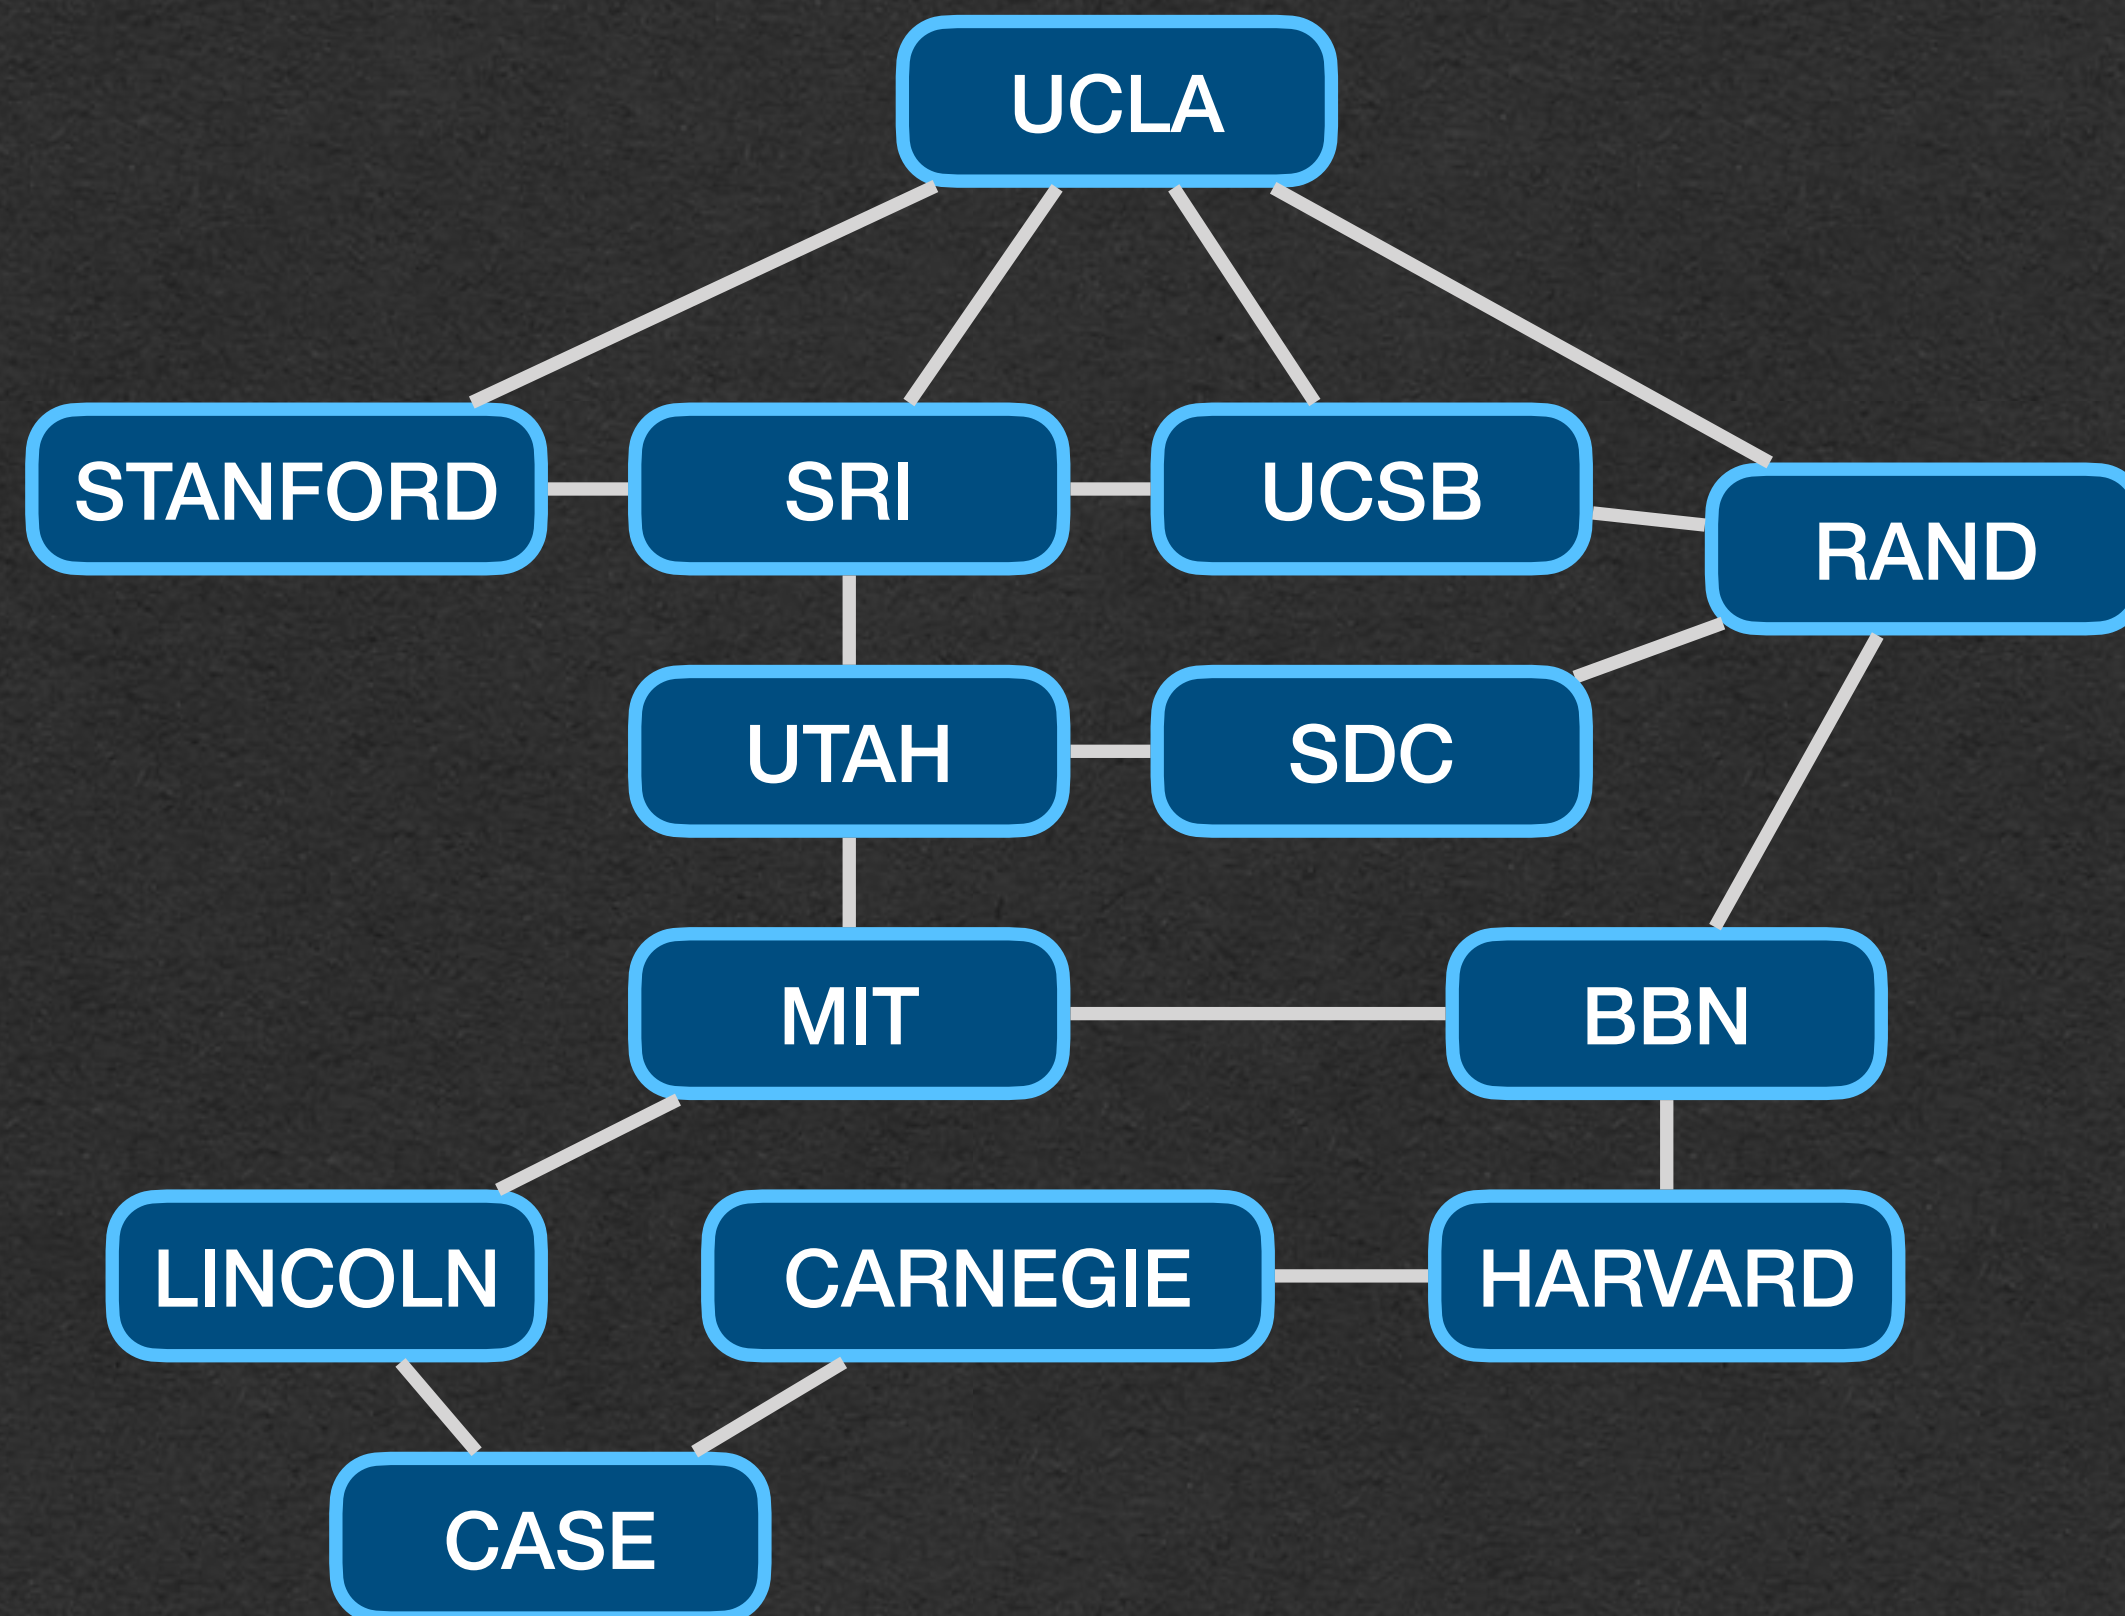 UCLA
STANFORD
SRI
UCSB
RAND
UTAH
SDC
MIT
BBN
LINCOLN
CARNEGIE
HARVARD
CASE